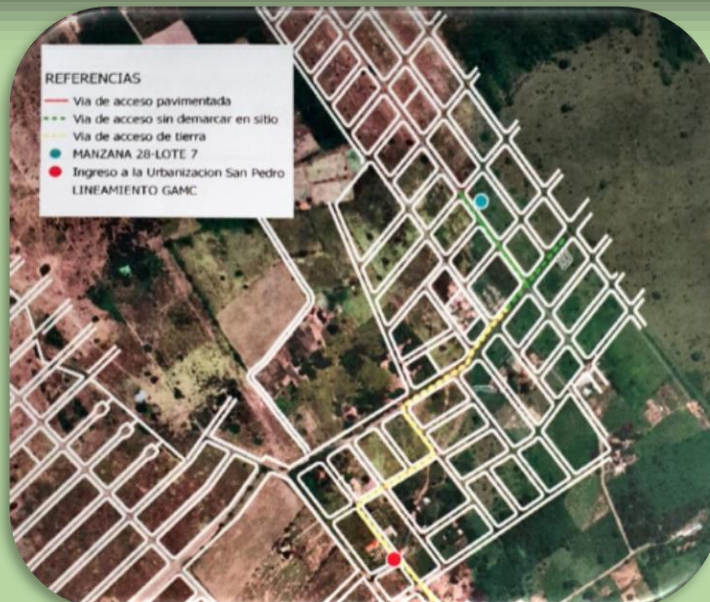 REFERENCIAS
Via de acceso pavimentada
Via de acceso sin demarcar en sitio
Via de acceso de tierra
MANZANA 28-LOTE 7
Ingreso a la Urbanizacion San Pedro
LINEAMIENTO GAMC